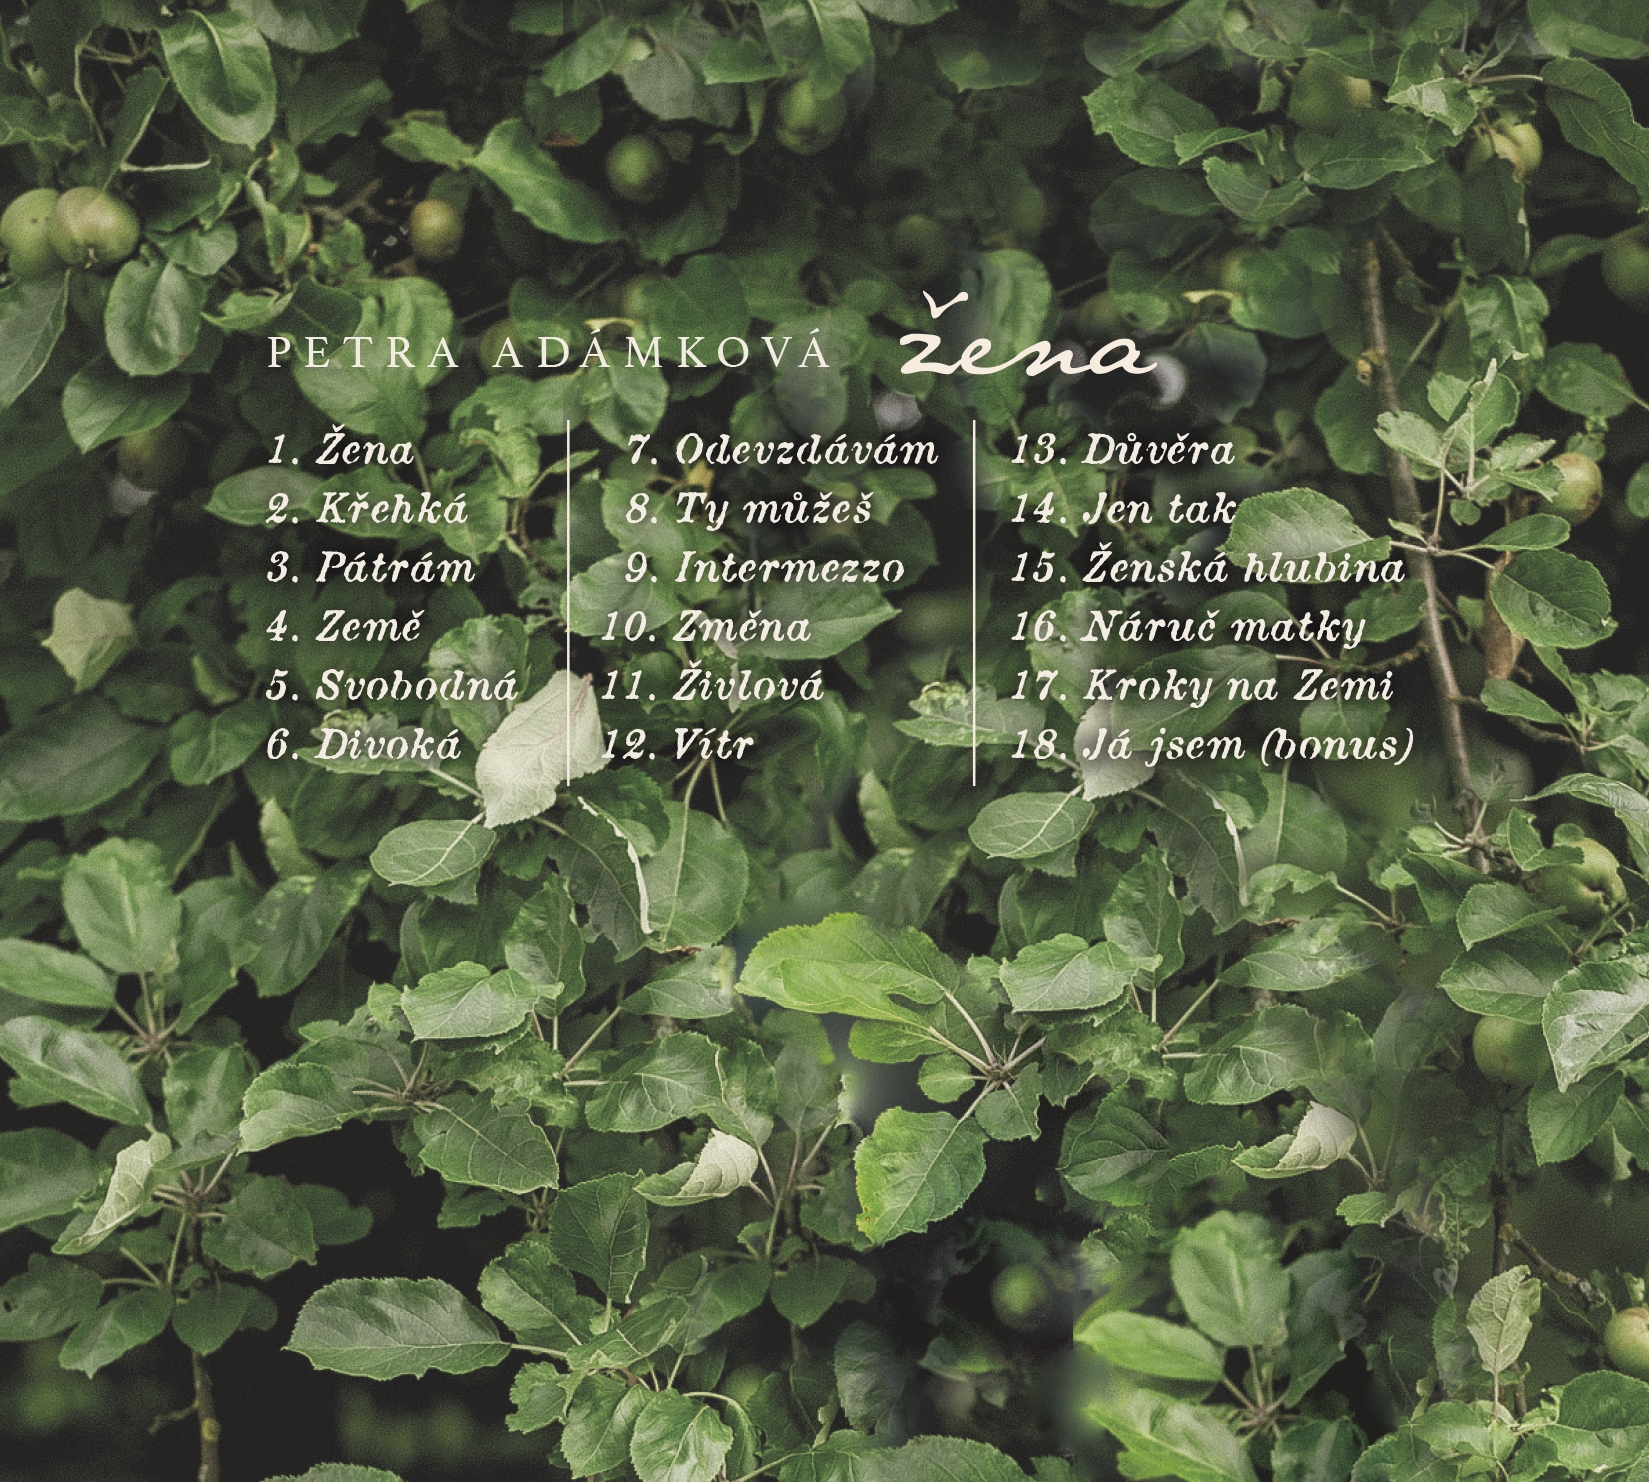 PETRA ADÁMKOVÁ žena
1. Žena
2. Křehká
3. Pátrám
4. Země
5. Svobodná
6. Divoká
7. Odevzdávám
8. Ty můžeš
9. Intermezzo
10. Změna
11. Živlová
12. Vítr
13. Důvěra
14. Jen tak
15. Ženská hlubina
16. Náruč matky
17. Kroky na Zemi
18. Já jsem (bonus)